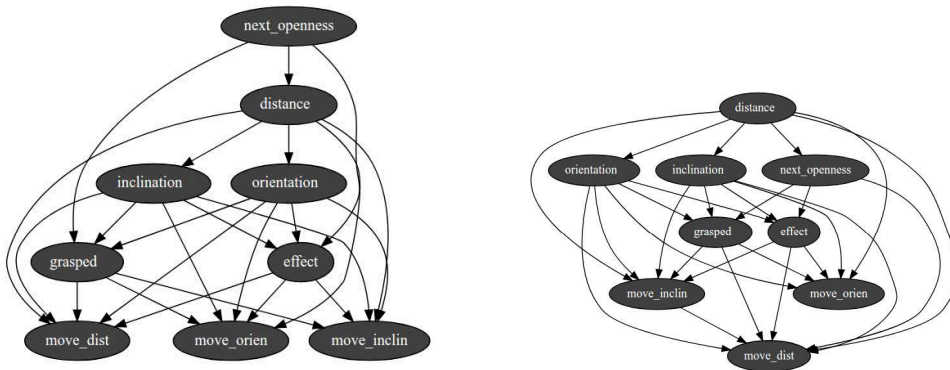 next_openness
distance
inclination
orientation
grasped
effect
move_dist
move_orien
move_inclin
distance
orientation
inclination
next_openness
grasped
effect
move_inclin
move_orien
move_dist